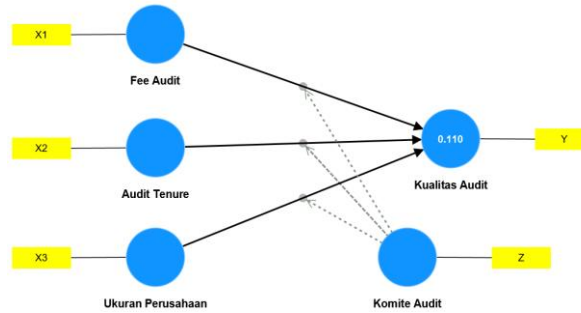 X1
Fee Audit
X2
Audit Tenure
0.110
Y
Kualitas Audit
X3
Ukuran Perusahaan
Z
Komite Audit